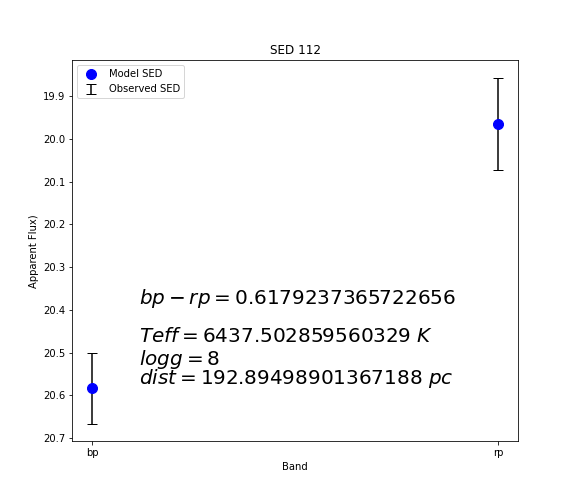 SED 112
Model SED
Observed SED
19.9
20.0
20.1
20.2
20.3
20.4
20.5
20.6
20.7
Apparent Flux)
bp − rp = 0.6179237365722656
Teff = 6437.502859560329 K
logg = 8
dist = 192.89498901367188 pc
bp
rp
Band